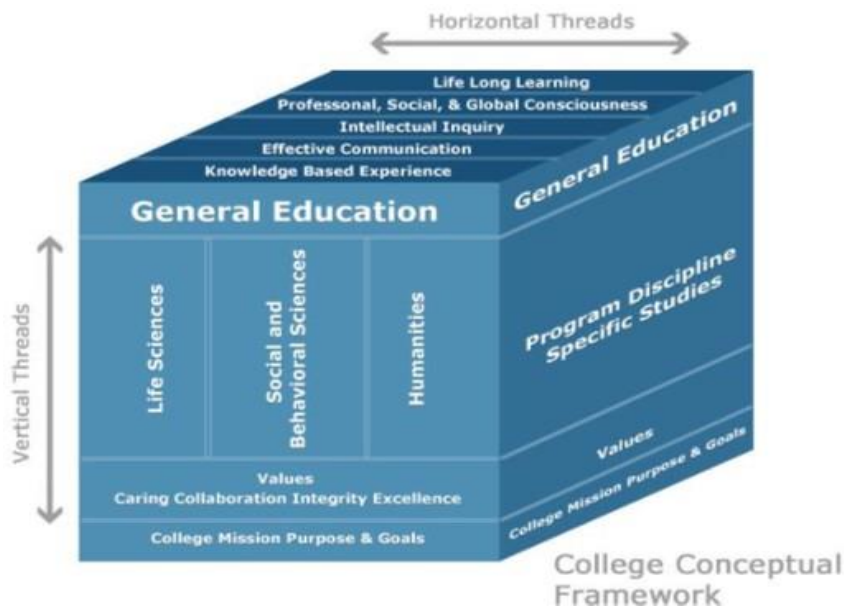 Horizontal Threads
Life Long Learning
Professonal, Social, & Global Consciousness
Intellectual Inquiry
Effective Communication
Knowledge Based Experience
General Education
General Education
Vertical Threads
Life Sciences
Social and
Behavioral Sciences
Humanities
Program Discipline
Specific Studies
Values
Caring Collaboration Integrity Excellence
Values
College Mission Purpose & Goals
College Mission Purpose & Goals
College Conceptual
Framework